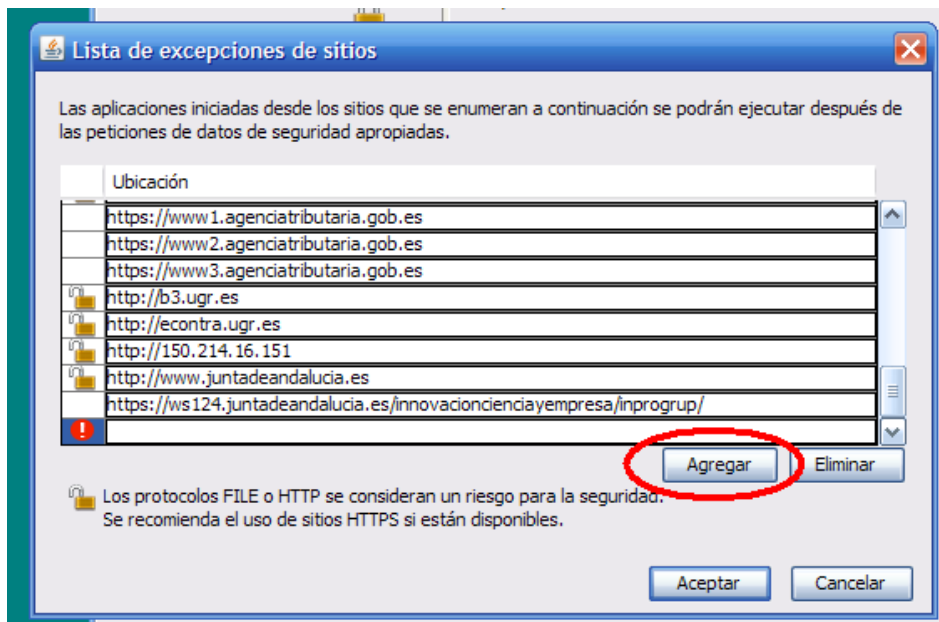 Lista de excepciones de sitios
Las aplicaciones iniciadas desde los sitios que se enumeran a continuación se podrán ejecutar después de
las peticiones de datos de seguridad apropiadas.
Ubicación
https://www1.agenciatributaria.gob.es
https://www2.agenciatributaria.gob.es
https://www3.agenciatributaria.gob.es
http://b3.ugr.es
http://econtra.ugr.es
http://150.214.16.151
http://www.juntadeandalucia.es
https://ws124.juntadeandalucia.es/innovacioncienciayempresa/inprogrup/
Agregar Eliminar
Los protocolos FILE o HTTP se consideran un riesgo para la seguridad.
Se recomienda el uso de sitios HTTPS si están disponibles.
Aceptar Cancelar